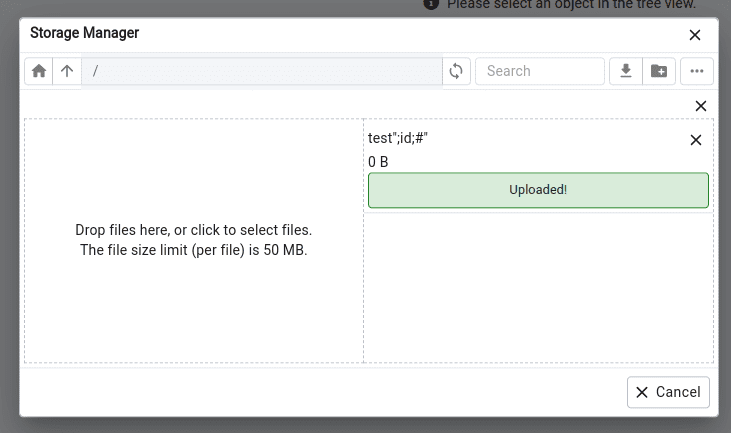 Please select an object in the tree view.
Storage Manager
/
Search
test";id;#"
0 B
Uploaded!
Drop files here, or click to select files.
The file size limit (per file) is 50 MB.
Cancel